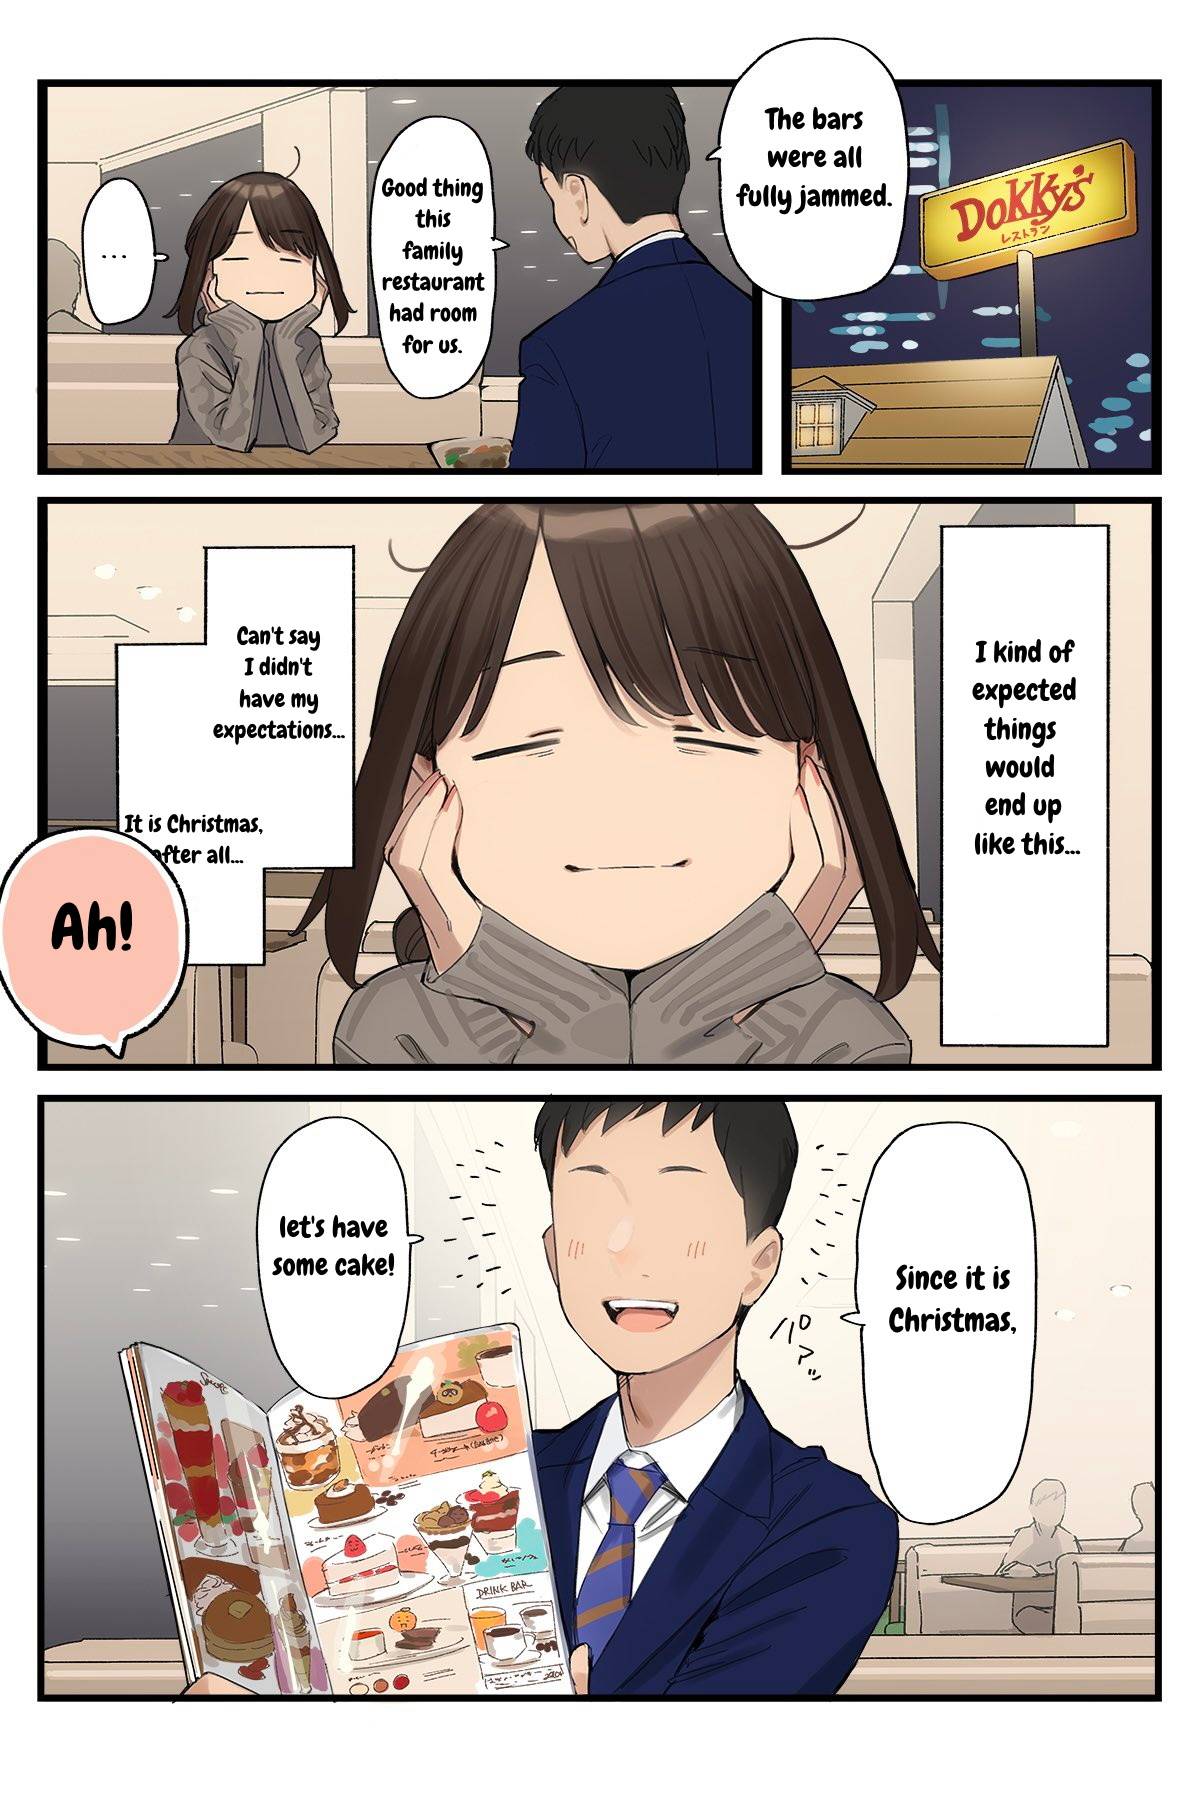 The bars
were all
fully jammed.
DOKKY'S
レストラン
Good thing
this
family
restaurant
had room
for us.
...
I kind of
expected
things
would
end up
like this...
Can't say
I didn't
have my
expectations...
It is Christmas,
after all...
Ah!
Since it is
Christmas,
let's have
some cake!
DRINK BAR